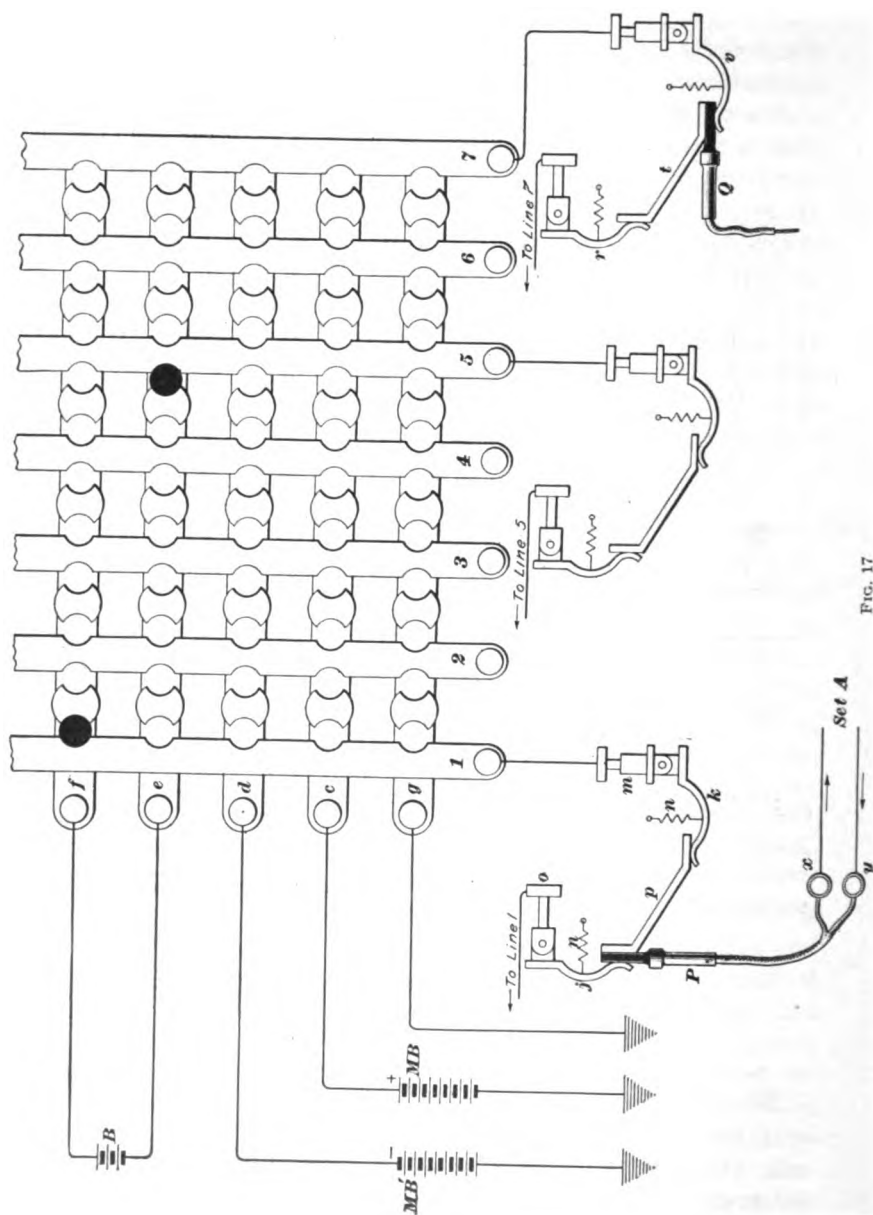 B
f
e
d
c
g
1
2
3
4
5
6
7
− MB′
+ MB
To Line 1
To Line 5
To Line 7
j
n
o
p
P
k
n
m
r
t
Q
v
x
y
Set A
FIG. 17